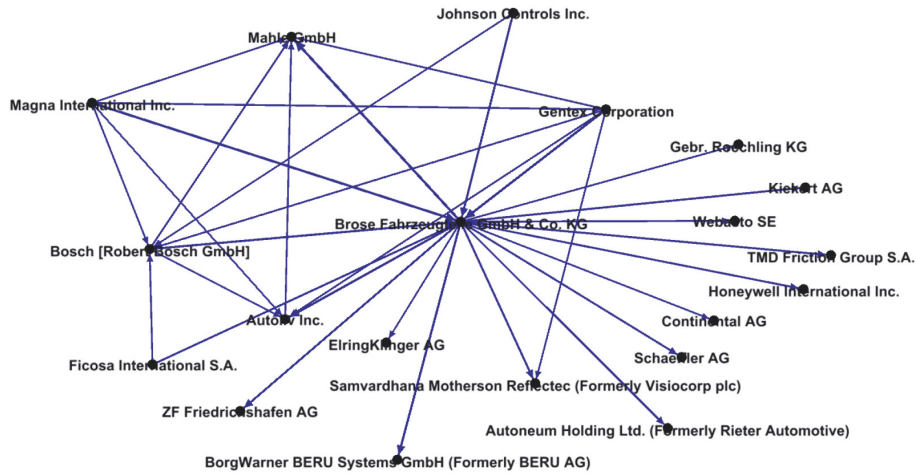 Johnson Controls Inc.
Mahle GmbH
Magna International Inc.
Gentex Corporation
Gebr. Roechling KG
Kiekert AG
Brose Fahrzeugteile GmbH & Co. KG
Webasto SE
Bosch [Robert Bosch GmbH]
TMD Friction Group S.A.
Honeywell International Inc.
Autoliv Inc.
Continental AG
ElringKlinger AG
Schaeffler AG
Ficosa International S.A.
Samvardhana Motherson Reflectec (Formerly Visiocorp plc)
ZF Friedrichshafen AG
Autoneum Holding Ltd. (Formerly Rieter Automotive)
BorgWarner BERU Systems GmbH (Formerly BERU AG)